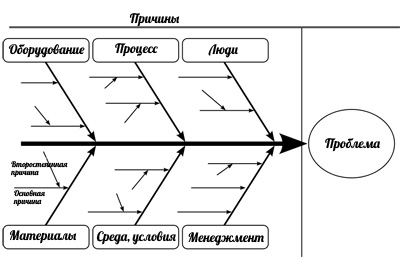 Причины
Оборудование
Процесс
Люди
Проблема
Второстепенная
причина
Основная
причина
Материалы
Среда, условия
Менеджмент